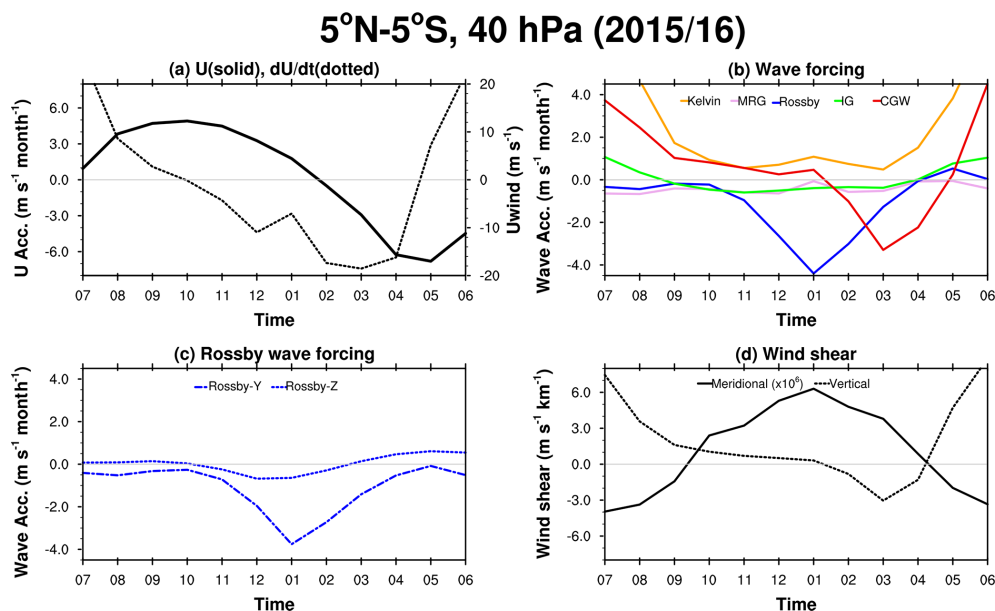 5°N-5°S, 40 hPa (2015/16)
(a) U(solid), dU/dt(dotted)
U Acc. (m s⁻¹ month⁻¹)
6.0
3.0
0.0
-3.0
-6.0
20
10
0
-10
-20
Uwind (m s⁻¹)
07 08 09 10 11 12 01 02 03 04 05 06
Time
(b) Wave forcing
Kelvin MRG Rossby IG CGW
Wave Acc. (m s⁻¹ month⁻¹)
4.0
2.0
0.0
-2.0
-4.0
07 08 09 10 11 12 01 02 03 04 05 06
Time
(c) Rossby wave forcing
Rossby-Y Rossby-Z
Wave Acc. (m s⁻¹ month⁻¹)
4.0
2.0
0.0
-2.0
-4.0
07 08 09 10 11 12 01 02 03 04 05 06
Time
(d) Wind shear
Meridional (x10⁶) Vertical
Wind shear (m s⁻¹ km⁻¹)
6.0
3.0
0.0
-3.0
-6.0
07 08 09 10 11 12 01 02 03 04 05 06
Time